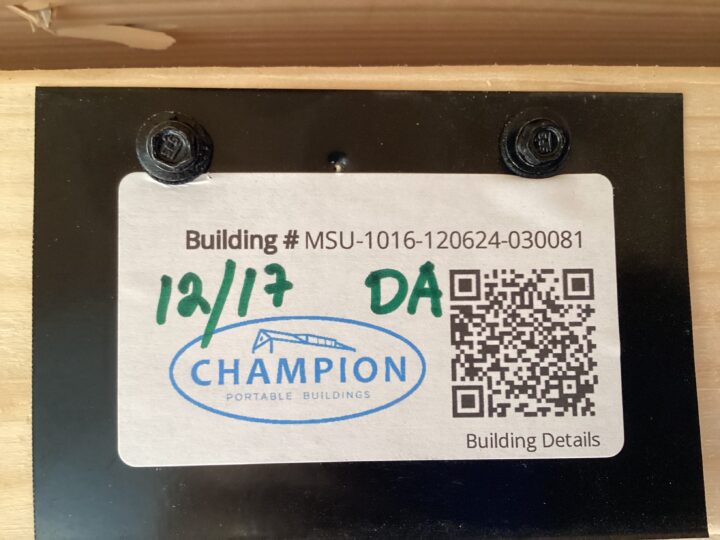 Building # MSU-1016-120624-030081
12/17 DA
CHAMPION
PORTABLE BUILDINGS
Building Details